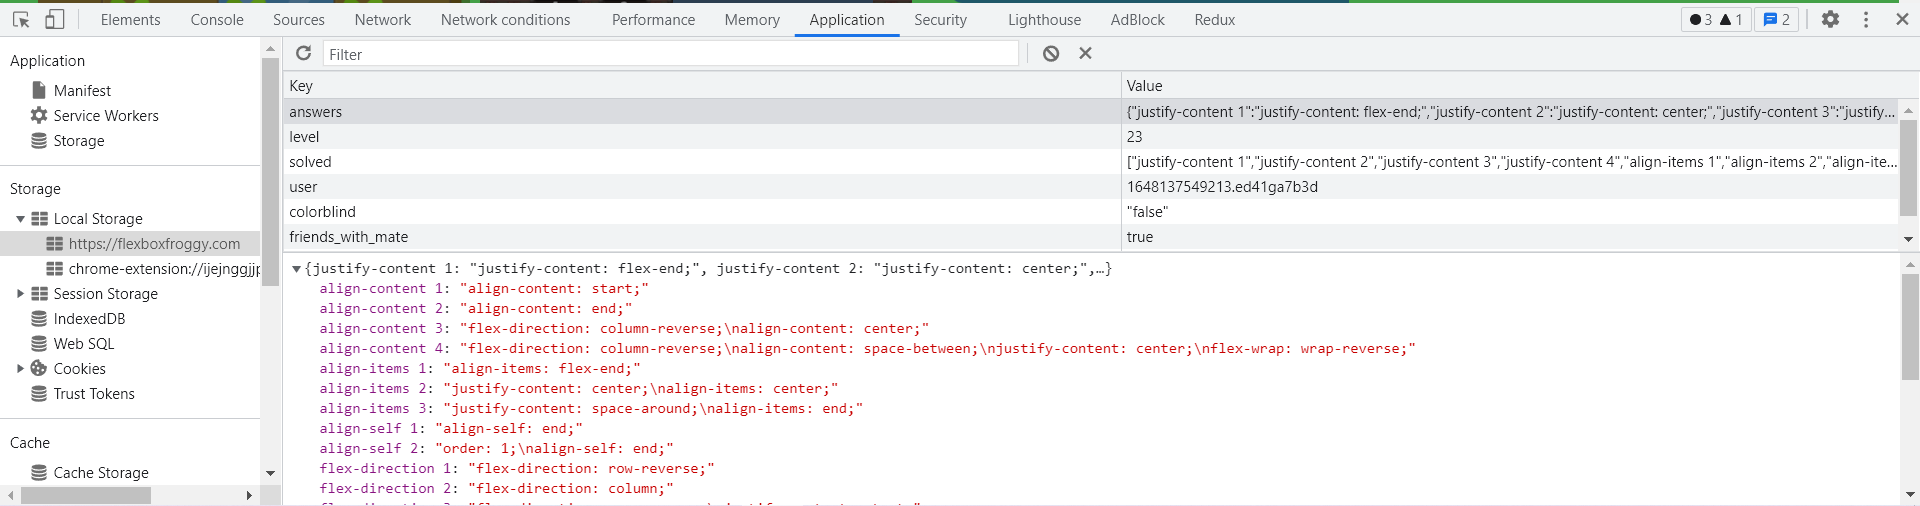 Elements Console Sources Network Network conditions Performance Memory Application Security Lighthouse AdBlock Redux 3 1 2
Application
Manifest
Service Workers
Storage
Storage
Local Storage
https://flexboxfroggy.com
chrome-extension://ijejnggjjp
Session Storage
IndexedDB
Web SQL
Cookies
Trust Tokens
Cache
Cache Storage
Filter
Key Value
answers {"justify-content 1":"justify-content: flex-end;","justify-content 2":"justify-content: center;","justify-content 3":"justify...
level 23
solved ["justify-content 1","justify-content 2","justify-content 3","justify-content 4","align-items 1","align-items 2","align-ite...
user 1648137549213.ed41ga7b3d
colorblind "false"
friends_with_mate true
{justify-content 1: "justify-content: flex-end;", justify-content 2: "justify-content: center;",…}
align-content 1: "align-content: start;"
align-content 2: "align-content: end;"
align-content 3: "flex-direction: column-reverse;\nalign-content: center;"
align-content 4: "flex-direction: column-reverse;\nalign-content: space-between;\njustify-content: center;\nflex-wrap: wrap-reverse;"
align-items 1: "align-items: flex-end;"
align-items 2: "justify-content: center;\nalign-items: center;"
align-items 3: "justify-content: space-around;\nalign-items: end;"
align-self 1: "align-self: end;"
align-self 2: "order: 1;\nalign-self: end;"
flex-direction 1: "flex-direction: row-reverse;"
flex-direction 2: "flex-direction: column;"